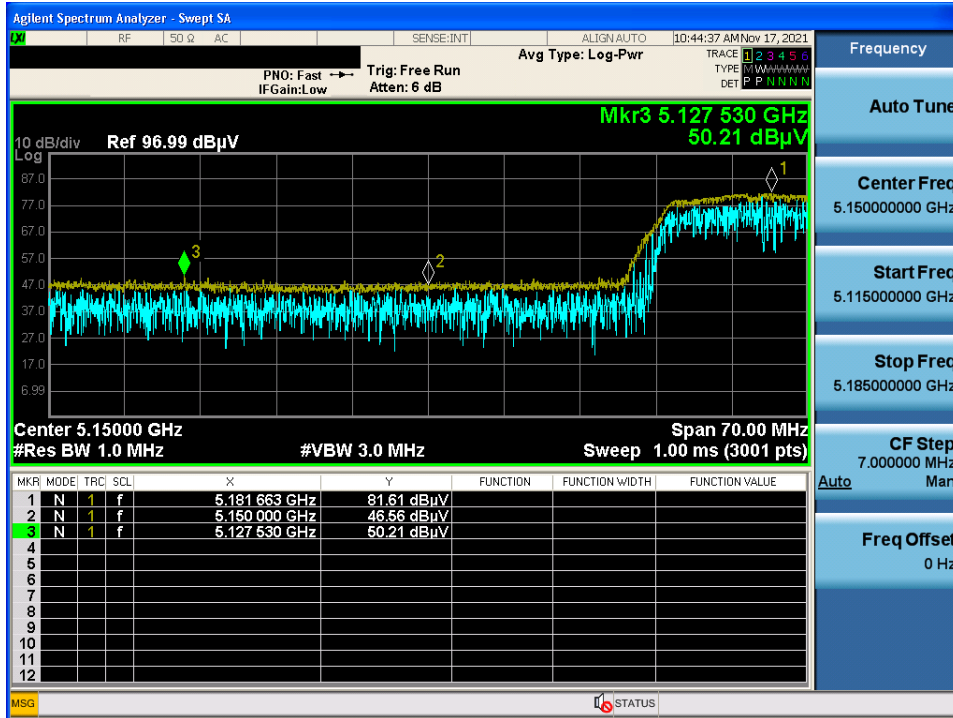 Agilent Spectrum Analyzer - Swept SA
LXI RF 50 Ω AC SENSE:INT ALIGN AUTO 10:44:37 AM Nov 17, 2021
Avg Type: Log-Pwr
TRACE 1 2 3 4 5 6
TYPE M W W W W W
DET P P N N N N
PNO: Fast
IFGain:Low
Trig: Free Run
Atten: 6 dB
Mkr3 5.127 530 GHz
50.21 dBµV
10 dB/div Ref 96.99 dBµV
Log
87.0
77.0
67.0
57.0
47.0
37.0
27.0
17.0
6.99
1
2
3
Center 5.15000 GHz Span 70.00 MHz
#Res BW 1.0 MHz #VBW 3.0 MHz Sweep 1.00 ms (3001 pts)
MKR MODE TRC SCL X Y FUNCTION FUNCTION WIDTH FUNCTION VALUE
1 N 1 f 5.181 663 GHz 81.61 dBµV
2 N 1 f 5.150 000 GHz 46.56 dBµV
3 N 1 f 5.127 530 GHz 50.21 dBµV
4
5
6
7
8
9
10
11
12
MSG STATUS
Frequency
Auto Tune
Center Freq
5.150000000 GHz
Start Freq
5.115000000 GHz
Stop Freq
5.185000000 GHz
CF Step
7.000000 MHz
Auto Man
Freq Offset
0 Hz